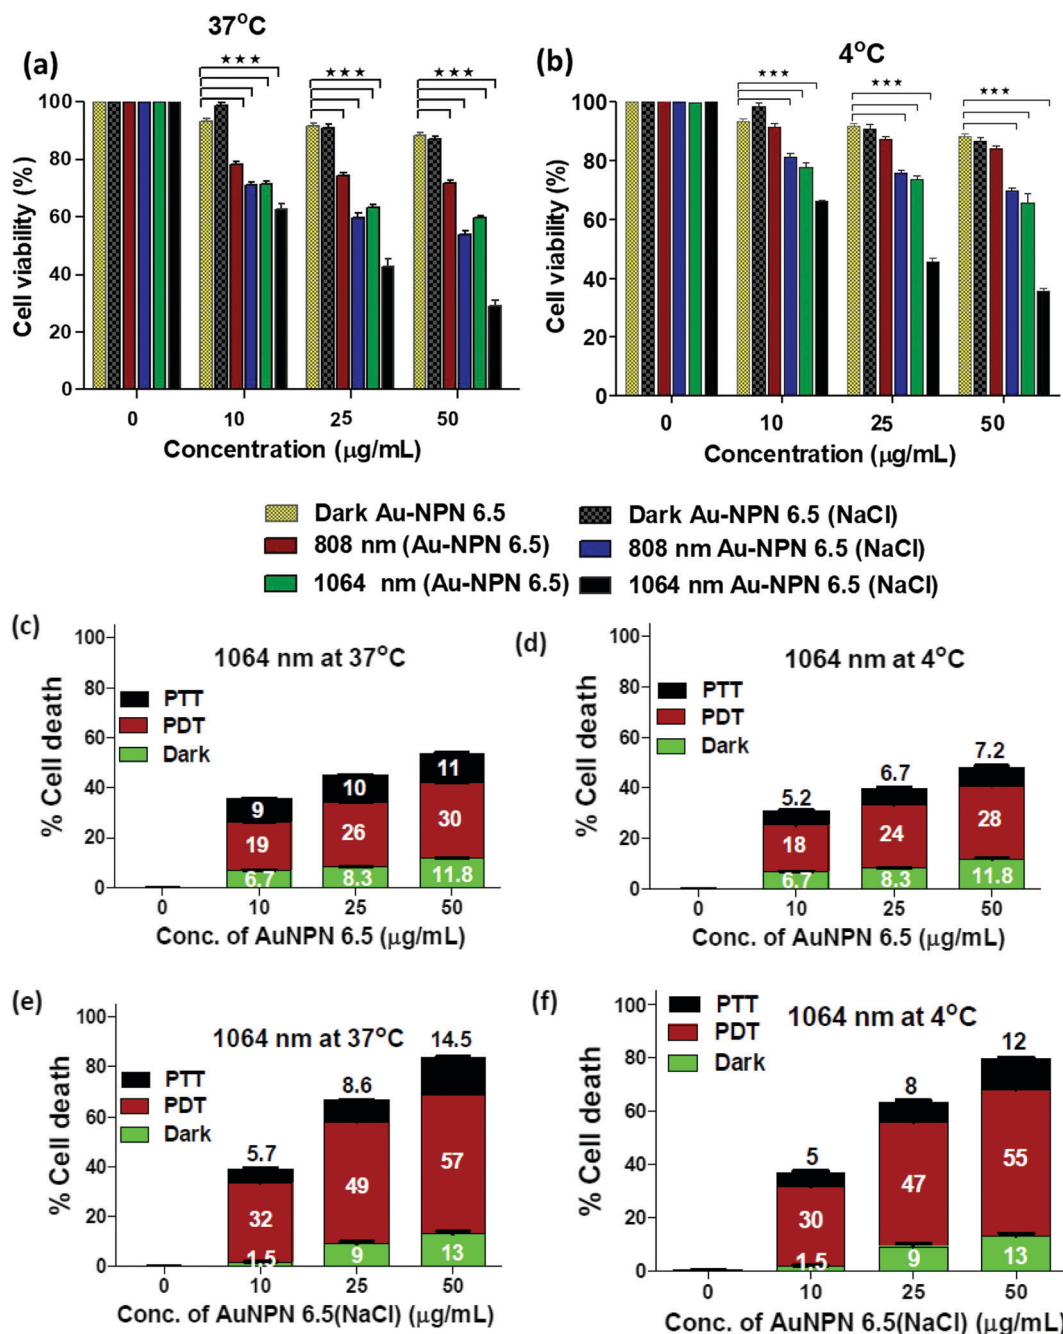 37°C
(a)
★★★
★★★
★★★
Cell viability (%)
100
80
60
40
20
0
0 10 25 50
Concentration (µg/mL)
4°C
(b)
★★★
★★★
★★★
Cell viability (%)
100
80
60
40
20
0
0 10 25 50
Concentration (µg/mL)
Dark Au-NPN 6.5
Dark Au-NPN 6.5 (NaCl)
808 nm (Au-NPN 6.5)
808 nm Au-NPN 6.5 (NaCl)
1064 nm (Au-NPN 6.5)
1064 nm Au-NPN 6.5 (NaCl)
(c)
1064 nm at 37°C
PTT
PDT
Dark
% Cell death
100
80
60
40
20
0
9 10 11
19 26 30
6.7 8.3 11.8
0 10 25 50
Conc. of AuNPN 6.5 (µg/mL)
(d)
1064 nm at 4°C
PTT
PDT
Dark
% Cell death
100
80
60
40
20
0
5.2 6.7 7.2
18 24 28
6.7 8.3 11.8
0 10 25 50
Conc. of AuNPN 6.5 (µg/mL)
(e)
1064 nm at 37°C
PTT
PDT
Dark
% Cell death
100
80
60
40
20
0
5.7 8.6 14.5
32 49 57
1.5 9 13
0 10 25 50
Conc. of AuNPN 6.5(NaCl) (µg/mL)
(f)
1064 nm at 4°C
PTT
PDT
Dark
% Cell death
100
80
60
40
20
0
5 8 12
30 47 55
1.5 9 13
0 10 25 50
Conc. of AuNPN 6.5(NaCl) (µg/mL)